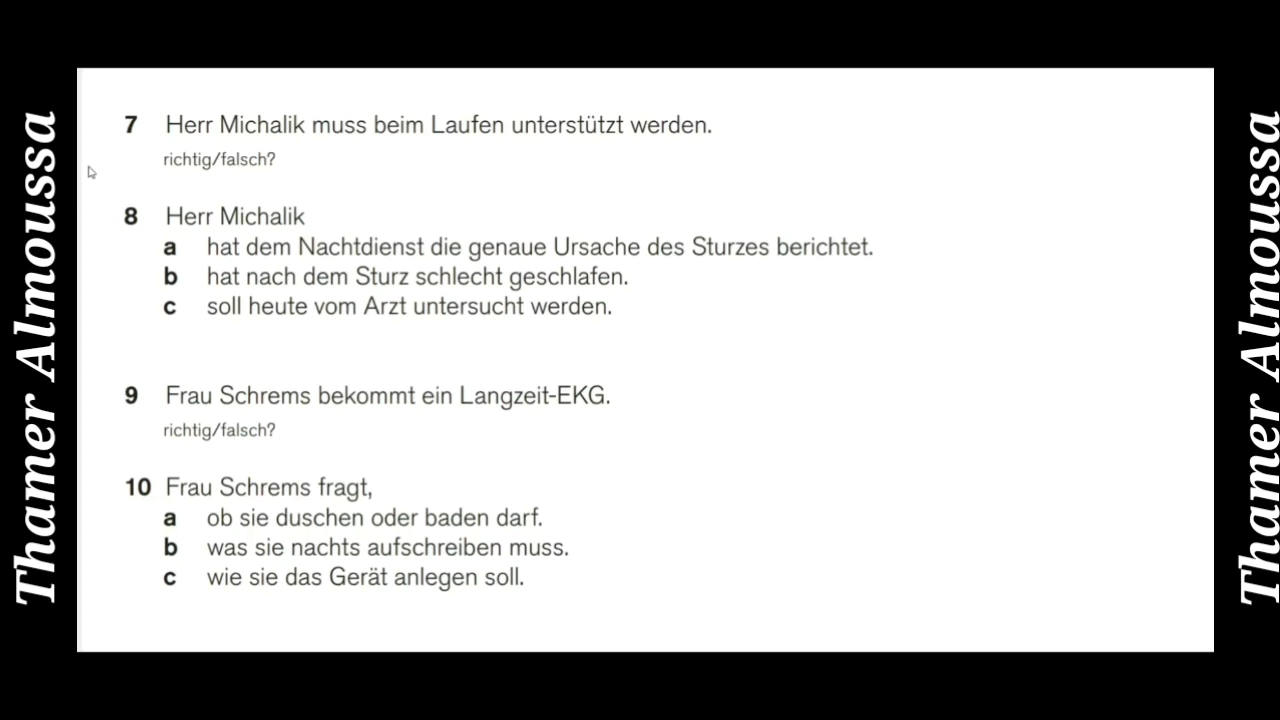 Thamer Almoussa
7 Herr Michalik muss beim Laufen unterstützt werden.
richtig/falsch?
8 Herr Michalik
a hat dem Nachtdienst die genaue Ursache des Sturzes berichtet.
b hat nach dem Sturz schlecht geschlafen.
c soll heute vom Arzt untersucht werden.
9 Frau Schrems bekommt ein Langzeit-EKG.
richtig/falsch?
10 Frau Schrems fragt,
a ob sie duschen oder baden darf.
b was sie nachts aufschreiben muss.
c wie sie das Gerät anlegen soll.
Thamer Almoussa